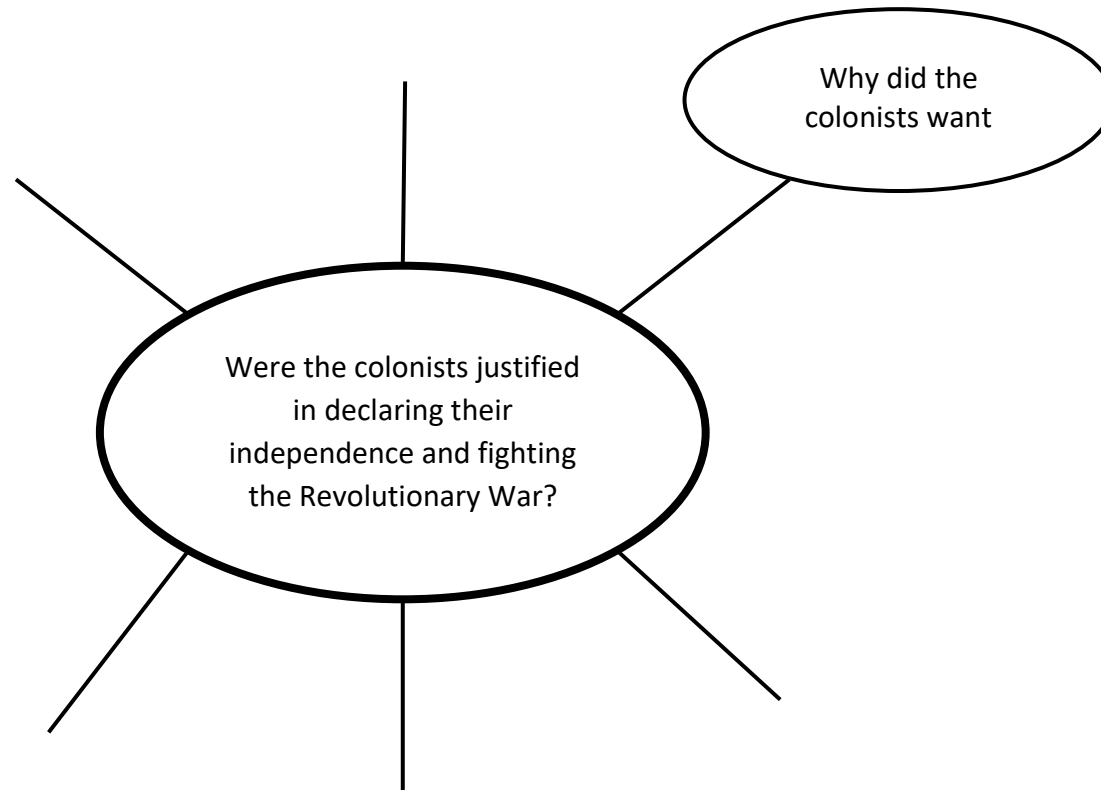 Why did the
colonists want
Were the colonists justified
in declaring their
independence and fighting
the Revolutionary War?